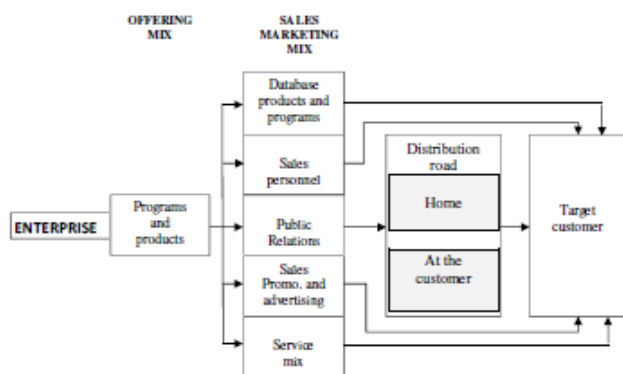 OFFERING
MIX
SALES
MARKETING
MIX
Database
products and
programs
Sales
personnel
Public
Relations
Sales
Promo. and
advertising
Service
mix
ENTERPRISE
Programs
and
products
Distribution
road
Home
At the
customer
Target
customer